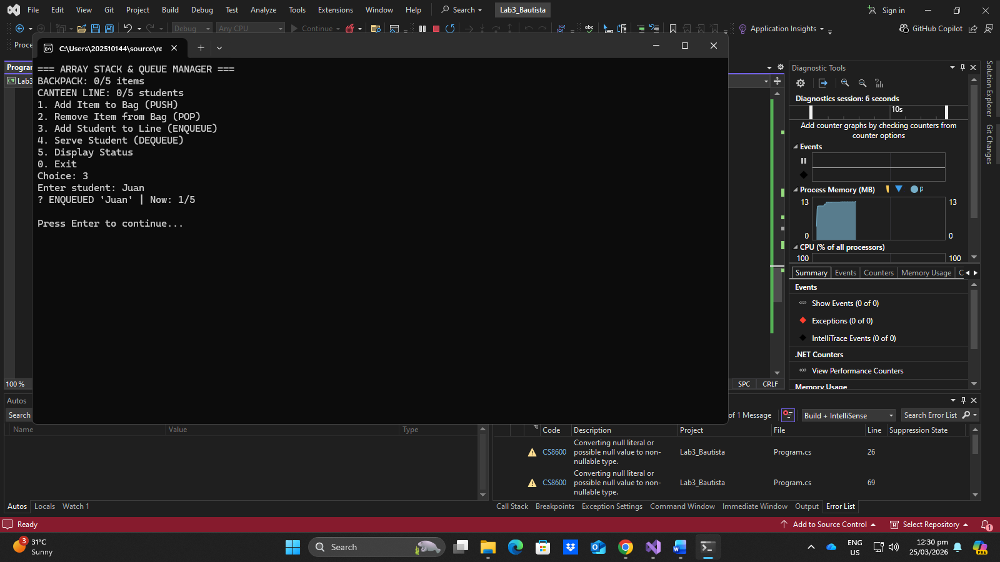 File Edit View Git Project Build Debug Test Analyze Tools Extensions Window Help Search Lab3_Bautista Sign in
Debug Any CPU Continue Application Insights GitHub Copilot
Proce
C:\Users\202510144\source\re
Program
Lab3
=== ARRAY STACK & QUEUE MANAGER ===
BACKPACK: 0/5 items
CANTEEN LINE: 0/5 students
1. Add Item to Bag (PUSH)
2. Remove Item from Bag (POP)
3. Add Student to Line (ENQUEUE)
4. Serve Student (DEQUEUE)
5. Display Status
0. Exit
Choice: 3
Enter student: Juan
? ENQUEUED 'Juan' | Now: 1/5
Press Enter to continue...
100 %
SPC CRLF
Diagnostic Tools
Diagnostics session: 6 seconds
10s
Add counter graphs by checking counters from
counter options
Events
Process Memory (MB) P
13 13
0 0
CPU (% of all processors)
100 100
Summary Events Counters Memory Usage C
Events
Show Events (0 of 0)
Exceptions (0 of 0)
IntelliTrace Events (0 of 0)
.NET Counters
View Performance Counters
Memory Usage
Solution Explorer
Git Changes
Autos
Search
Name Value Type
Autos Locals Watch 1
of 1 Message Build + IntelliSense Search Error List
Code Description Project File Line Suppression State
CS8600 Converting null literal or possible null value to non-nullable type. Lab3_Bautista Program.cs 26
CS8600 Converting null literal or possible null value to non-nullable type. Lab3_Bautista Program.cs 69
Call Stack Breakpoints Exception Settings Command Window Immediate Window Output Error List
Ready Add to Source Control Select Repository 1
3 31°C
Sunny
Search
ENG
US
12:30 pm
25/03/2026
PRE